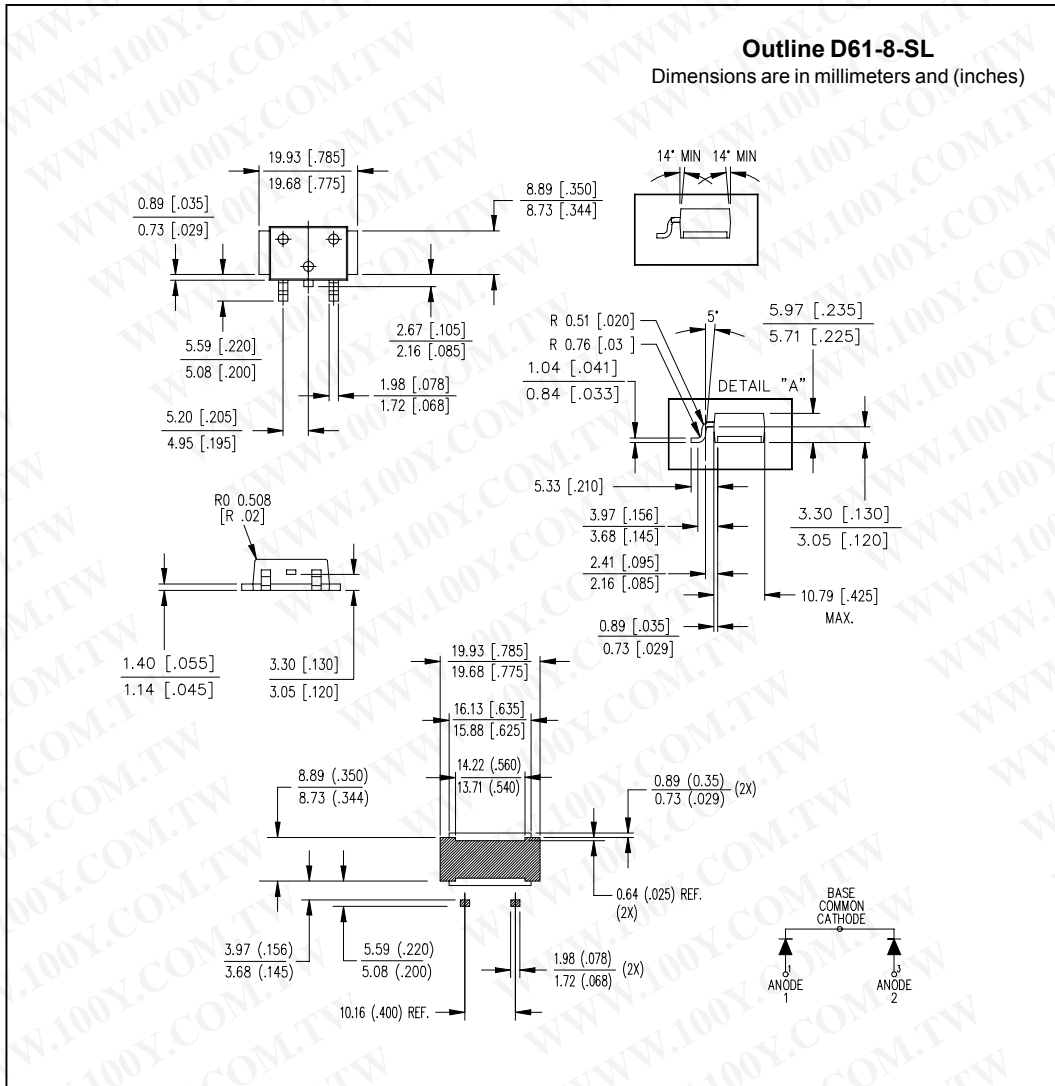 Outline D61-8-SL
Dimensions are in millimeters and (inches)
19.93 [.785]
19.68 [.775]
0.89 [.035]
0.73 [.029]
8.89 [.350]
8.73 [.344]
5.59 [.220]
5.08 [.200]
2.67 [.105]
2.16 [.085]
1.98 [.078]
1.72 [.068]
5.20 [.205]
4.95 [.195]
14° MIN 14° MIN
R 0.51 [.020]
R 0.76 [.03 ]
5°
5.97 [.235]
5.71 [.225]
1.04 [.041]
0.84 [.033]
DETAIL "A"
5.33 [.210]
3.97 [.156]
3.68 [.145]
3.30 [.130]
3.05 [.120]
2.41 [.095]
2.16 [.085]
10.79 [.425]
MAX.
0.89 [.035]
0.73 [.029]
R0 0.508
[R .02]
1.40 [.055]
1.14 [.045]
3.30 [.130]
3.05 [.120]
19.93 [.785]
19.68 [.775]
16.13 [.635]
15.88 [.625]
14.22 (.560)
13.71 (.540)
8.89 (.350)
8.73 (.344)
0.89 (0.35) (2X)
0.73 (.029)
0.64 (.025) REF.
(2X)
3.97 (.156)
3.68 (.145)
5.59 (.220)
5.08 (.200)
1.98 (.078) (2X)
1.72 (.068)
10.16 (.400) REF.
BASE
COMMON
CATHODE
1
ANODE
1
3
ANODE
2
WWW.100Y.COM.TW